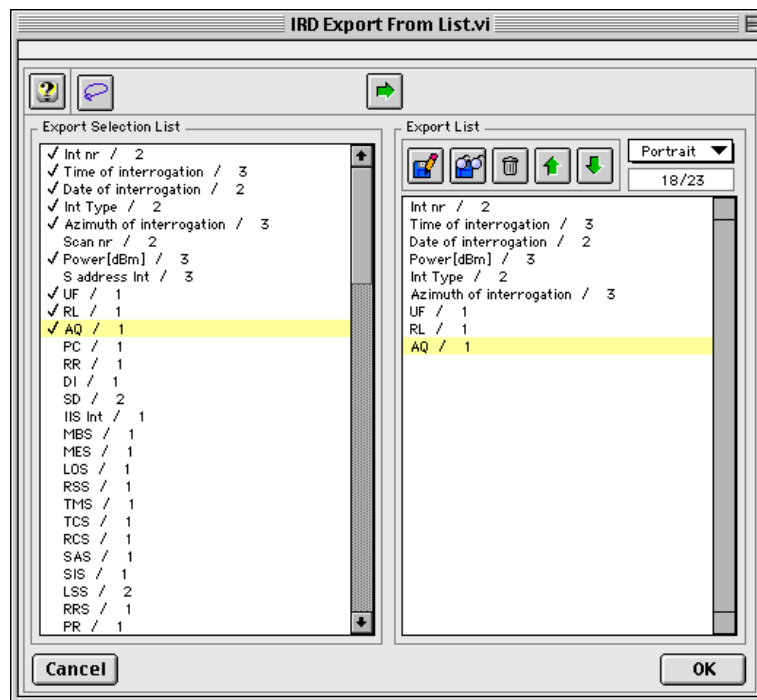 IRD Export From List.vi
Export Selection List
✓ Int nr / 2
✓ Time of interrogation / 3
✓ Date of interrogation / 2
✓ Int Type / 2
✓ Azimuth of interrogation / 3
Scan nr / 2
✓ Power[dBm] / 3
S address Int / 3
✓ UF / 1
✓ RL / 1
✓ AQ / 1
PC / 1
RR / 1
DI / 1
SD / 2
IIS Int / 1
MBS / 1
MES / 1
LOS / 1
RSS / 1
TMS / 1
TCS / 1
RCS / 1
SAS / 1
SIS / 1
LSS / 2
RRS / 1
PR / 1
Export List
Portrait
18/23
Int nr / 2
Time of interrogation / 3
Date of interrogation / 2
Power[dBm] / 3
Int Type / 2
Azimuth of interrogation / 3
UF / 1
RL / 1
AQ / 1
Cancel
OK